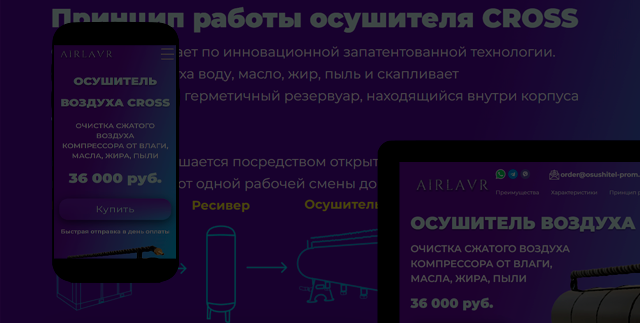 Принцип работы осушителя CROSS
ает по инновационной запатентованной технологии.
ха воду, масло, жир, пыль и скапливает
герметичный резервуар, находящийся внутри корпуса
шается посредством открыт
от одной рабочей смены до
Ресивер
Осушитель
AIRLAVR
ОСУШИТЕЛЬ
ВОЗДУХА CROSS
ОЧИСТКА СЖАТОГО
ВОЗДУХА
КОМПРЕССОРА ОТ ВЛАГИ,
МАСЛА, ЖИРА, ПЫЛИ
36 000 руб.
Купить
Быстрая отправка в день оплаты
AIRLAVR
order@osushitel-prom.
Преимущества
Характеристики
Принцип р
ОСУШИТЕЛЬ ВОЗДУХА
ОЧИСТКА СЖАТОГО ВОЗДУХА
КОМПРЕССОРА ОТ ВЛАГИ,
МАСЛА, ЖИРА, ПЫЛИ
36 000 руб.